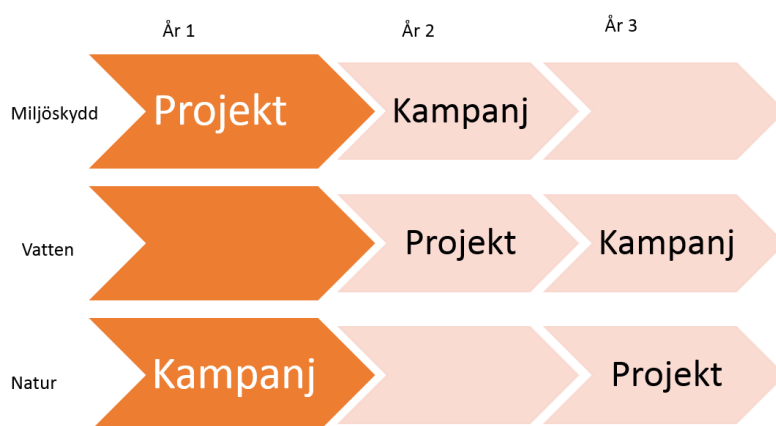 År 1
År 2
År 3
Miljöskydd
Projekt
Kampanj
Vatten
Projekt
Kampanj
Natur
Kampanj
Projekt